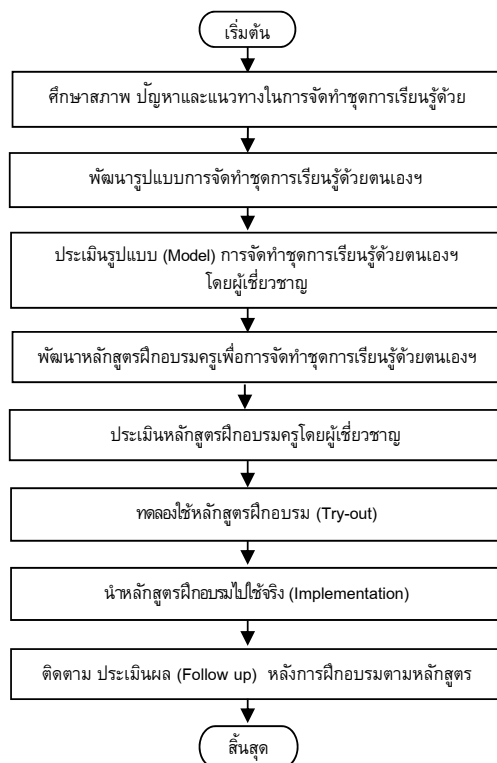 เริ่มต้น
ศึกษาสภาพ ปัญหาและแนวทางในการจัดทำชุดการเรียนรู้ด้วย
พัฒนารูปแบบการจัดทำชุดการเรียนรู้ด้วยตนเองฯ
ประเมินรูปแบบ (Model) การจัดทำชุดการเรียนรู้ด้วยตนเองฯ
โดยผู้เชี่ยวชาญ
พัฒนาหลักสูตรฝึกอบรมครูเพื่อการจัดทำชุดการเรียนรู้ด้วยตนเองฯ
ประเมินหลักสูตรฝึกอบรมครูโดยผู้เชี่ยวชาญ
ทดลองใช้หลักสูตรฝึกอบรม (Try-out)
นำหลักสูตรฝึกอบรมไปใช้จริง (Implementation)
ติดตาม ประเมินผล (Follow up) หลังการฝึกอบรมตามหลักสูตร
สิ้นสุด